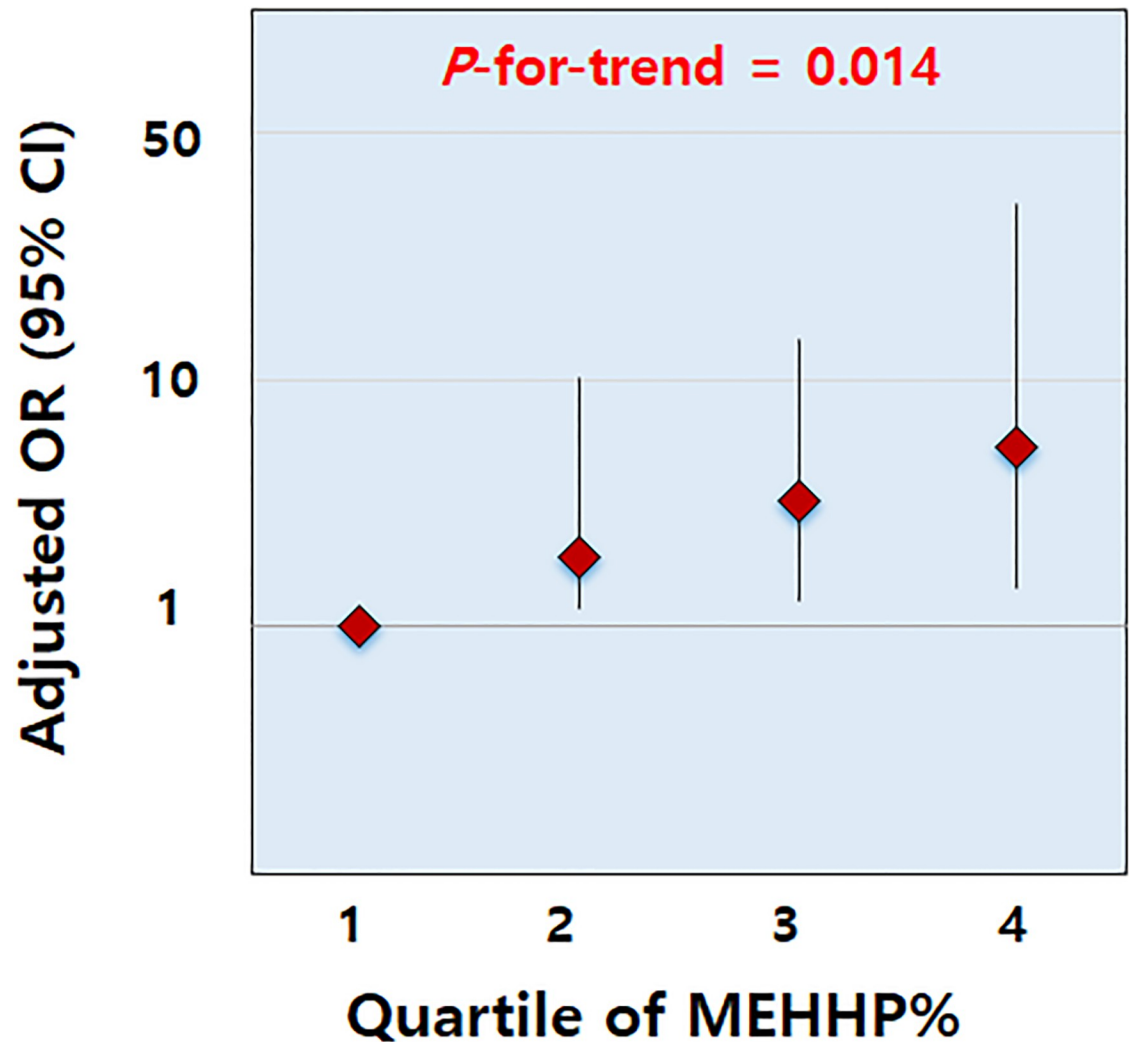 P-for-trend = 0.014
Adjusted OR (95% CI)
50
10
1
1 2 3 4
Quartile of MEHHP%